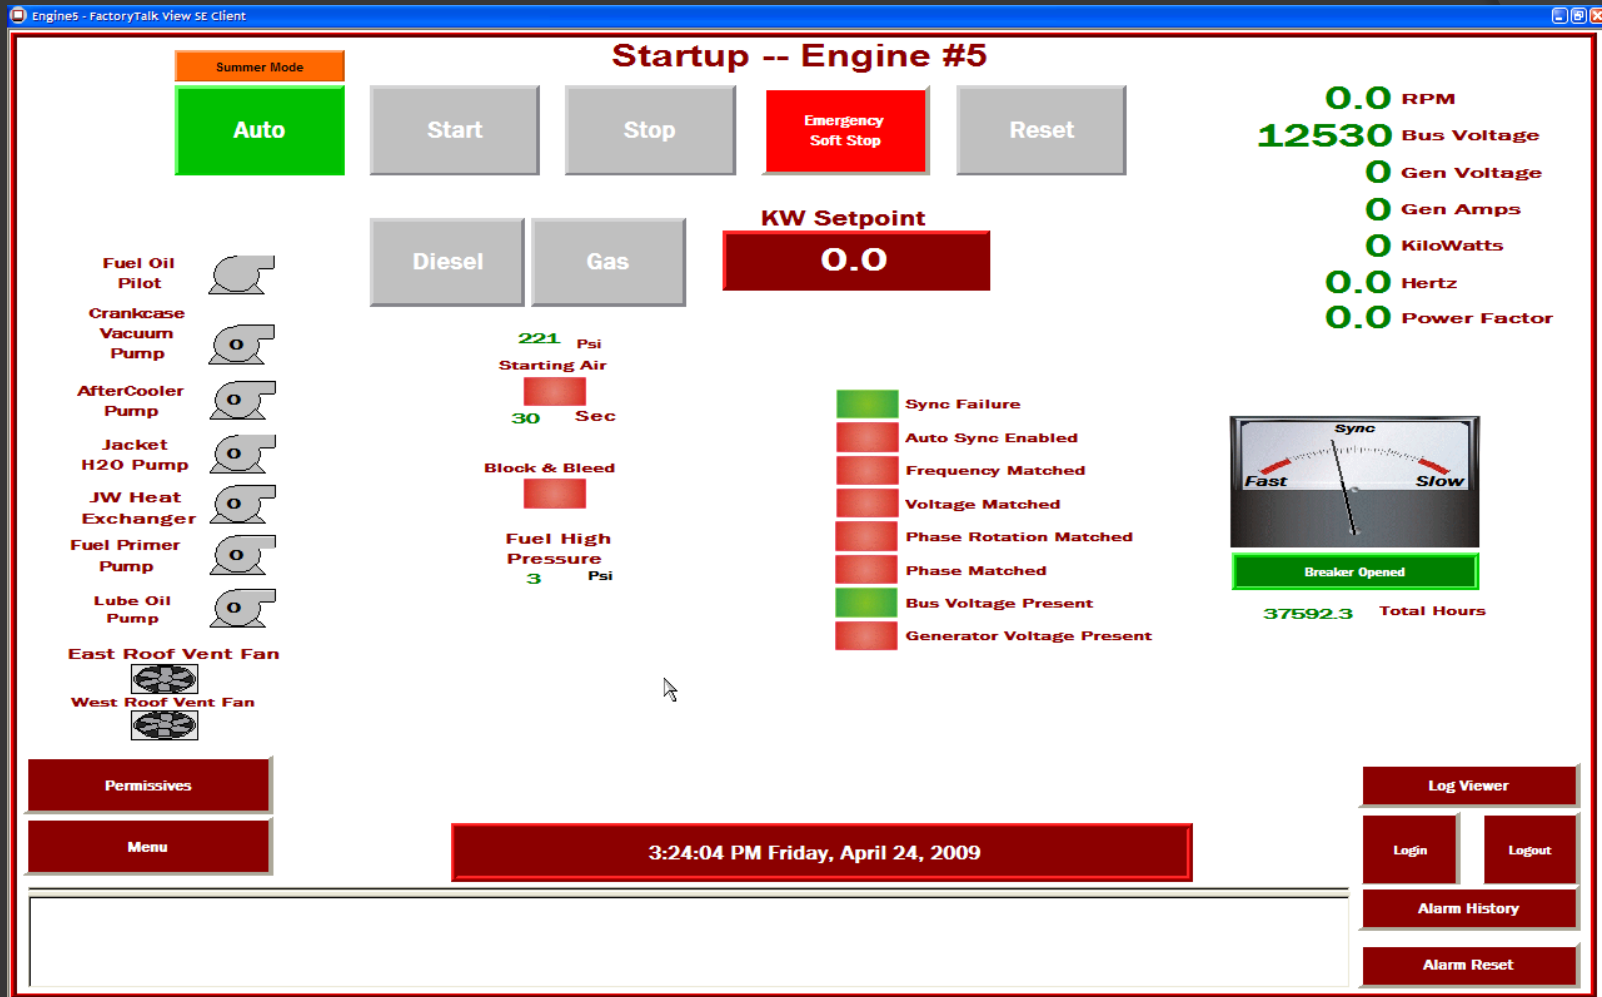 Engine5 - FactoryTalk View SE Client
Startup -- Engine #5
Summer Mode
Auto
Start
Stop
Emergency
Soft Stop
Reset
0.0 RPM
12530 Bus Voltage
0 Gen Voltage
0 Gen Amps
0 KiloWatts
0.0 Hertz
0.0 Power Factor
Diesel
Gas
KW Setpoint
0.0
Fuel Oil
Pilot
Crankcase
Vacuum
Pump
0
AfterCooler
Pump
0
Jacket
H2O Pump
0
JW Heat
Exchanger
0
Fuel Primer
Pump
0
Lube Oil
Pump
0
East Roof Vent Fan
West Roof Vent Fan
221 Psi
Starting Air
30 Sec
Block & Bleed
Fuel High
Pressure
3 Psi
Sync Failure
Auto Sync Enabled
Frequency Matched
Voltage Matched
Phase Rotation Matched
Phase Matched
Bus Voltage Present
Generator Voltage Present
Sync
Fast Slow
Breaker Opened
37592.3 Total Hours
Permissives
Menu
3:24:04 PM Friday, April 24, 2009
Log Viewer
Login
Logout
Alarm History
Alarm Reset